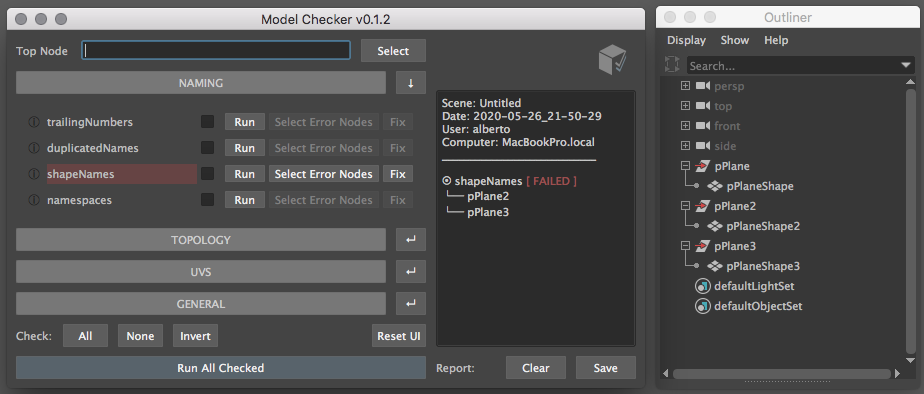 Model Checker v0.1.2
Top Node
Select
NAMING
↓
trailingNumbers Run Select Error Nodes Fix
duplicatedNames Run Select Error Nodes Fix
shapeNames Run Select Error Nodes Fix
namespaces Run Select Error Nodes Fix
TOPOLOGY
UVS
GENERAL
Check: All None Invert Reset UI
Run All Checked
Scene: Untitled
Date: 2020-05-26_21-50-29
User: alberto
Computer: MacBookPro.local
shapeNames [ FAILED ]
pPlane2
pPlane3
Report: Clear Save
Outliner
Display Show Help
Search...
persp
top
front
side
pPlane
pPlaneShape
pPlane2
pPlaneShape2
pPlane3
pPlaneShape3
defaultLightSet
defaultObjectSet